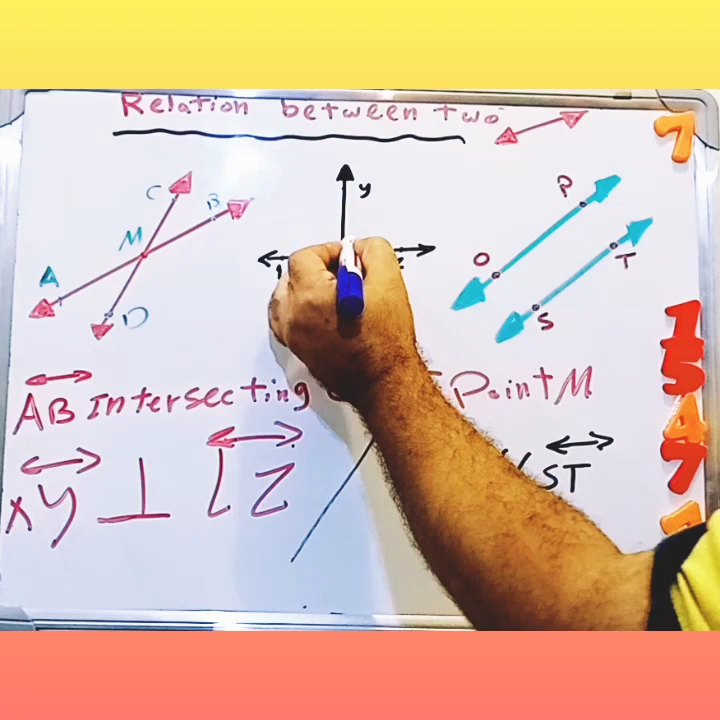 Relation between two
7
C
B
y
P
M
A
O
T
D
S
AB Intersecting Point M
XY ⊥ LZ
// ST
1
5
4
7